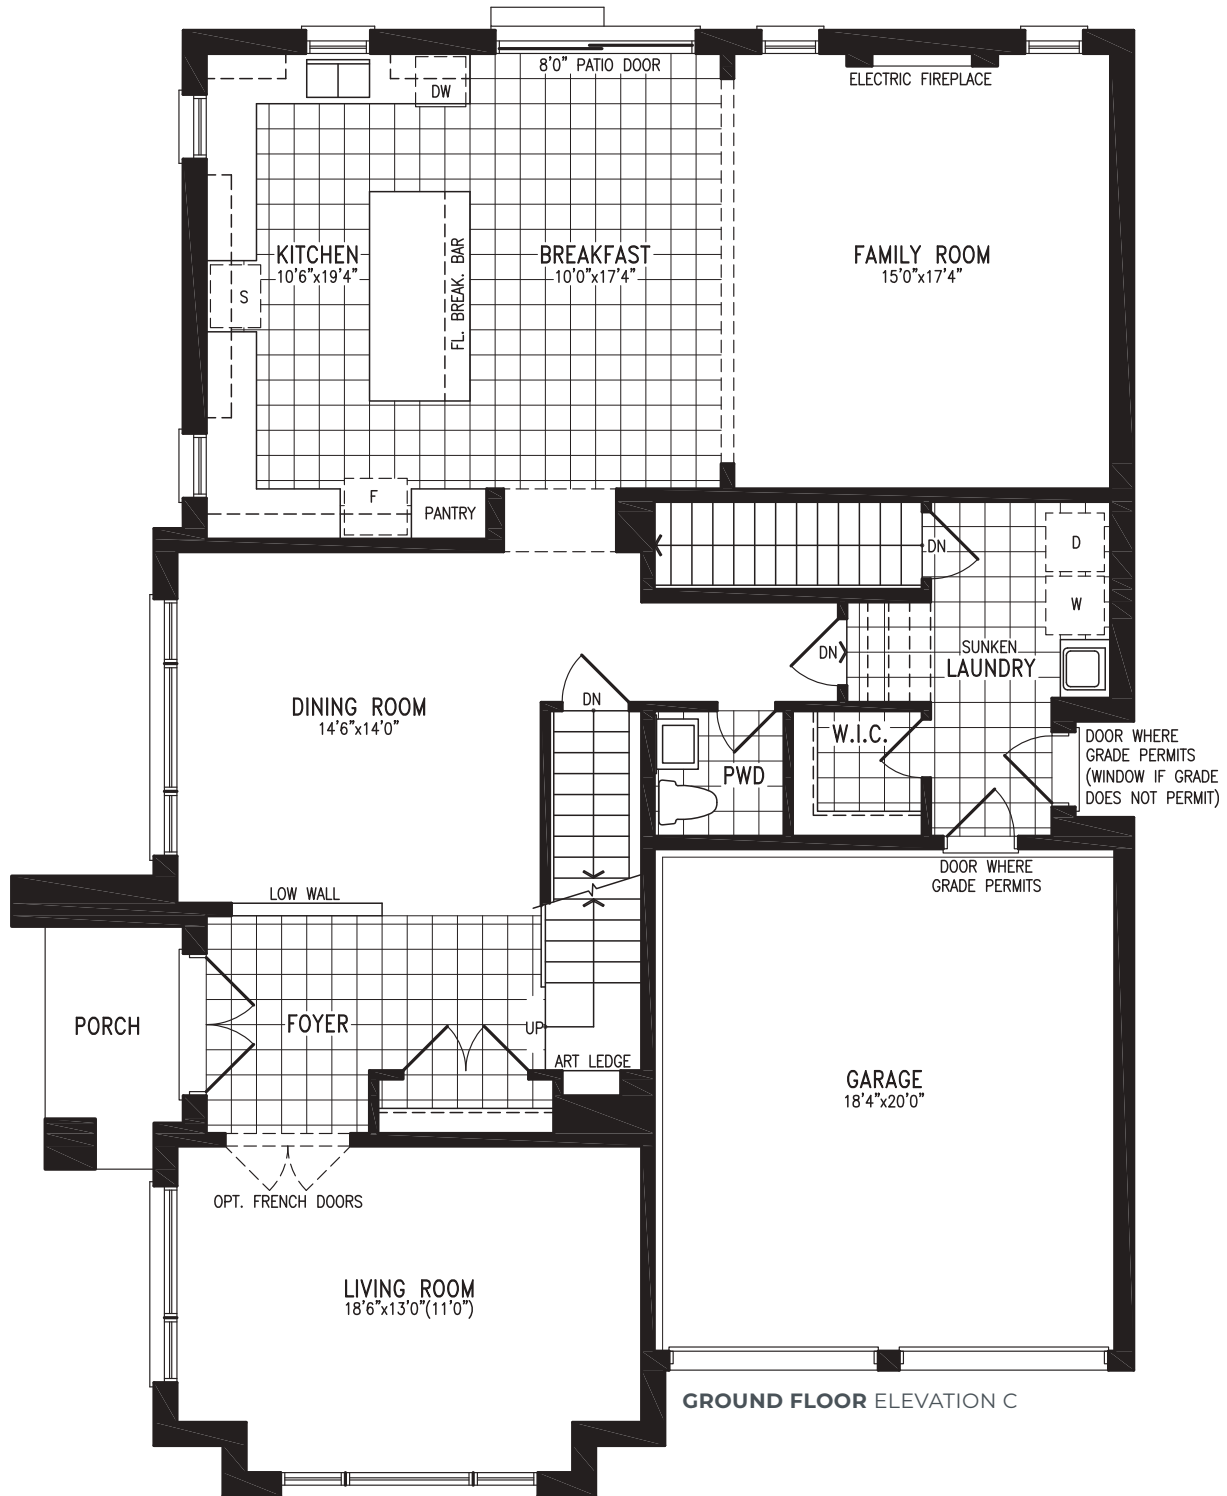 8'0" PATIO DOOR
ELECTRIC FIREPLACE
DW
KITCHEN
10'6"x19'4"
BREAKFAST
10'0"x17'4"
FAMILY ROOM
15'0"x17'4"
S
FL. BREAK. BAR
F
PANTRY
DN
D
W
DN
SUNKEN
LAUNDRY
DINING ROOM
14'6"x14'0"
DN
PWD
W.I.C.
DOOR WHERE
GRADE PERMITS
(WINDOW IF GRADE
DOES NOT PERMIT)
DOOR WHERE
GRADE PERMITS
LOW WALL
PORCH
FOYER
UP
ART LEDGE
GARAGE
18'4"x20'0"
OPT. FRENCH DOORS
LIVING ROOM
18'6"x13'0"(11'0")
GROUND FLOOR ELEVATION C